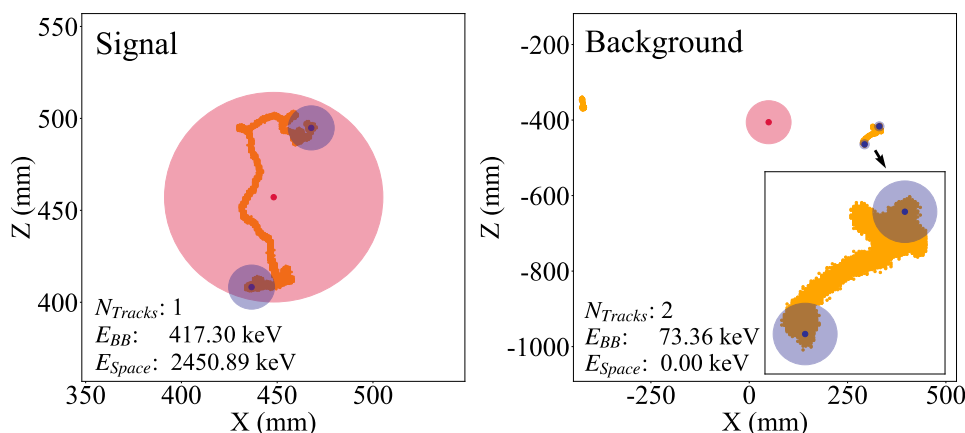 Signal
Z (mm)
550
500
450
400
N_Tracks: 1
E_BB: 417.30 keV
E_Space: 2450.89 keV
350
400
450
500
X (mm)
Background
Z (mm)
-200
-400
-600
-800
-1000
N_Tracks: 2
E_BB: 73.36 keV
E_Space: 0.00 keV
-250
0
250
500
X (mm)